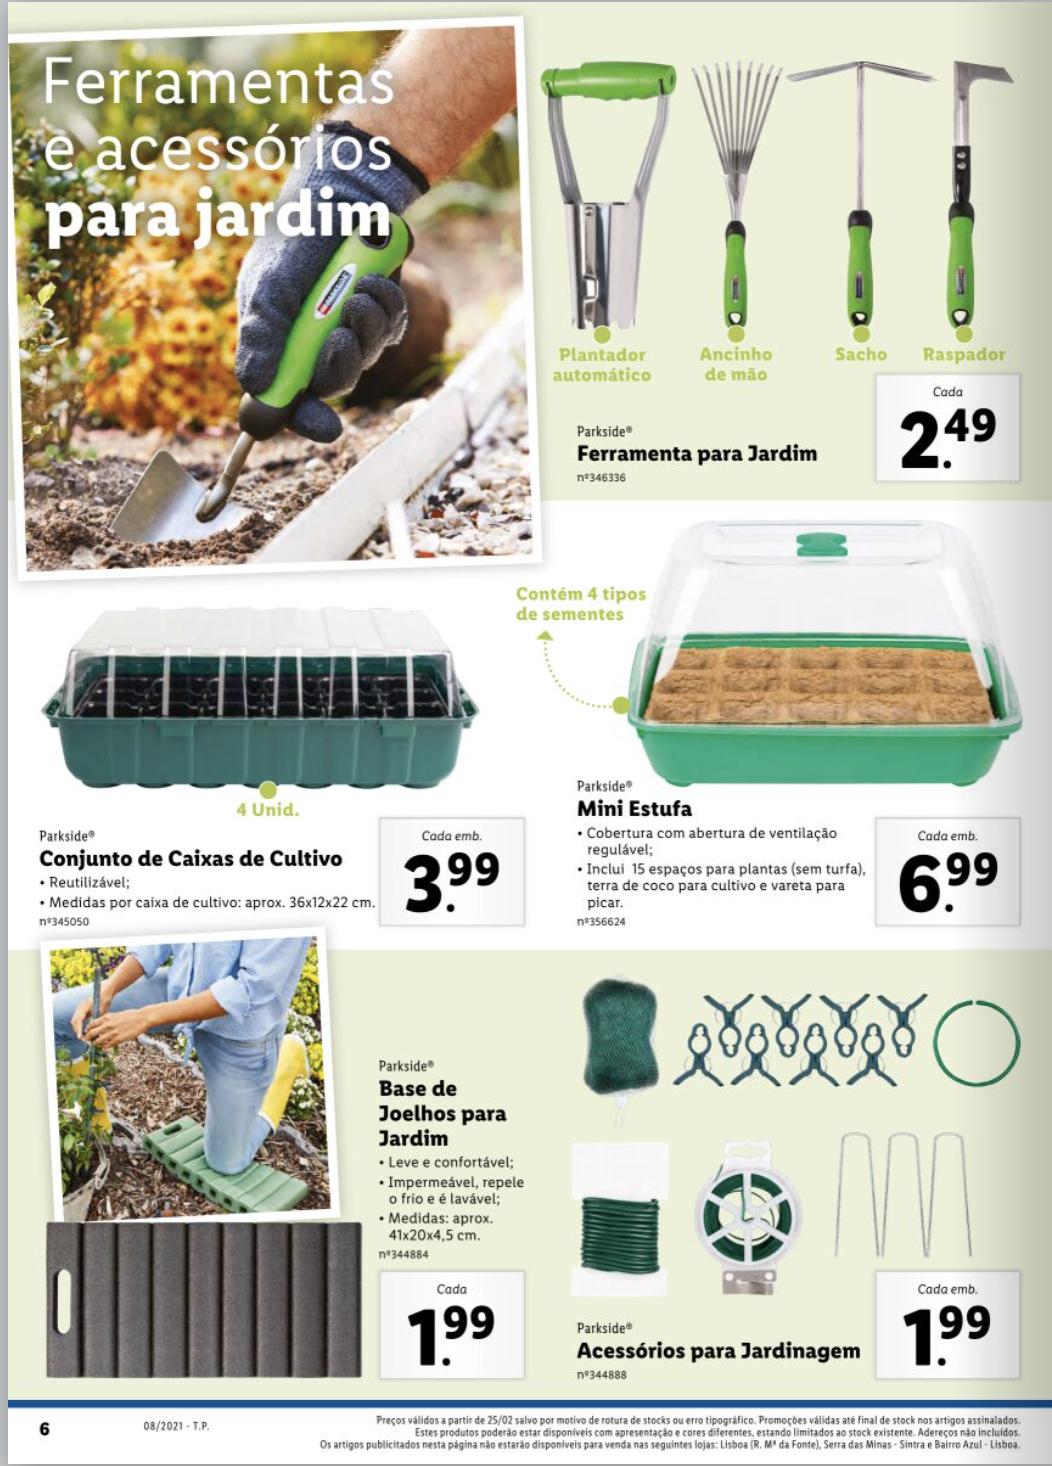 Ferramentas
e acessórios
para jardim
Plantador
automático
Ancinho
de mão
Sacho
Raspador
Parkside®
Ferramenta para Jardim
nº346336
Cada
2.49
Contém 4 tipos
de sementes
4 Unid.
Parkside®
Conjunto de Caixas de Cultivo
• Reutilizável;
• Medidas por caixa de cultivo: aprox. 36x12x22 cm.
nº345050
Cada emb.
3.99
Parkside®
Mini Estufa
• Cobertura com abertura de ventilação
regulável;
• Inclui 15 espaços para plantas (sem turfa),
terra de coco para cultivo e vareta para
picar.
nº356624
Cada emb.
6.99
Parkside®
Base de
Joelhos para
Jardim
• Leve e confortável;
• Impermeável, repele
o frio e é lavável;
• Medidas: aprox.
41x20x4,5 cm.
nº344884
Cada
1.99
Parkside®
Acessórios para Jardinagem
nº344888
Cada emb.
1.99
6
08/2021 - T.P.
Preços válidos a partir de 25/02 salvo por motivo de rotura de stocks ou erro tipográfico. Promoções válidas até final de stock nos artigos assinalados.
Estes produtos poderão estar disponíveis com apresentação e cores diferentes, estando limitados ao stock existente. Adereços não incluídos.
Os artigos publicitados nesta página não estarão disponíveis para venda nas seguintes lojas: Lisboa (R. Mª da Fonte), Serra das Minas - Sintra e Bairro Azul - Lisboa.